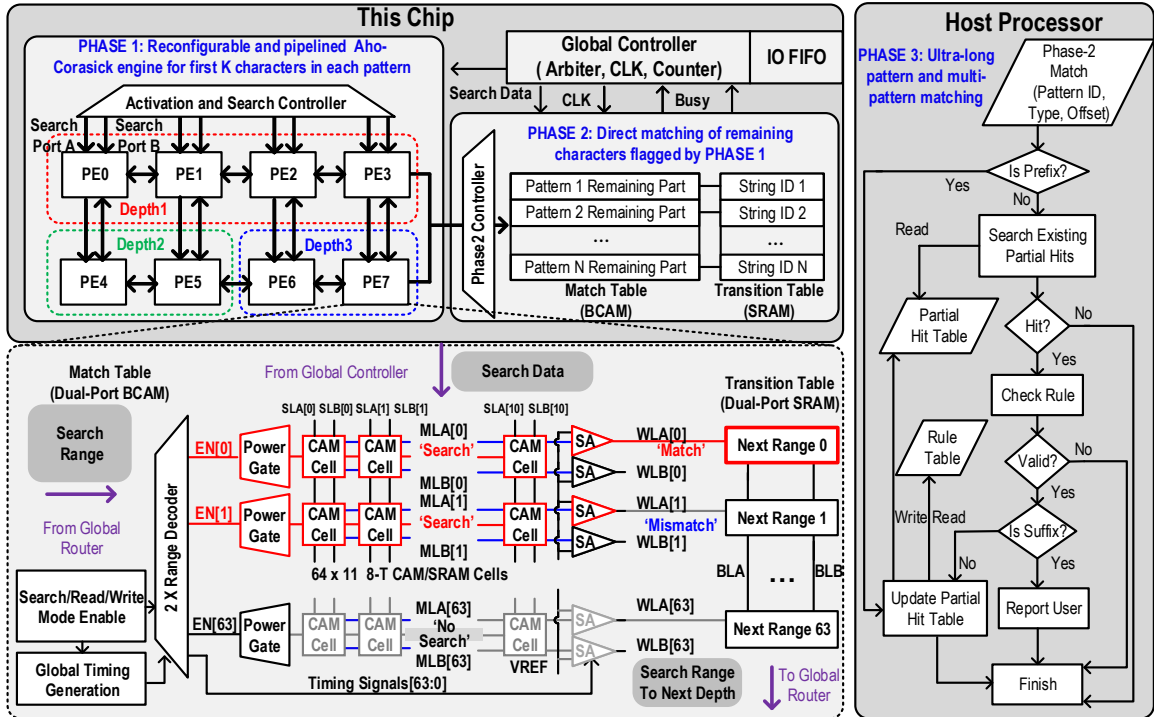 This Chip
PHASE 1: Reconfigurable and pipelined Aho-
Corasick engine for first K characters in each pattern
Activation and Search Controller
Search
Port A
Search
Port B
PE0
PE1
PE2
PE3
Depth1
Depth2
Depth3
PE4
PE5
PE6
PE7
Global Controller
( Arbiter, CLK, Counter)
IO FIFO
Search Data
CLK
Busy
PHASE 2: Direct matching of remaining
characters flagged by PHASE 1
Phase2 Controller
Pattern 1 Remaining Part
String ID 1
Pattern 2 Remaining Part
String ID 2
...
...
Pattern N Remaining Part
String ID N
Match Table
(BCAM)
Transition Table
(SRAM)
Match Table
(Dual-Port BCAM)
From Global Controller
Search Data
Transition Table
(Dual-Port SRAM)
Search
Range
From Global
Router
Search/Read/Write
Mode Enable
Global Timing
Generation
2 X Range Decoder
SLA[0]
SLB[0]
SLA[1]
SLB[1]
SLA[10]
SLB[10]
EN[0]
Power
Gate
CAM
Cell
CAM
Cell
MLA[0]
‘Search’
MLB[0]
CAM
Cell
SA
WLA[0]
‘Match’
WLB[0]
Next Range 0
EN[1]
Power
Gate
CAM
Cell
CAM
Cell
MLA[1]
‘Search’
MLB[1]
CAM
Cell
SA
WLA[1]
‘Mismatch’
WLB[1]
Next Range 1
64 x 11 8-T CAM/SRAM Cells
BLA
...
BLB
EN[63]
Power
Gate
CAM
Cell
CAM
Cell
MLA[63]
‘No
Search’
MLB[63]
CAM
Cell
VREF
SA
SA
WLA[63]
WLB[63]
Next Range 63
Timing Signals[63:0]
Search Range
To Next Depth
To Global
Router
Host Processor
PHASE 3: Ultra-long
pattern and multi-
pattern matching
Phase-2
Match
(Pattern ID,
Type, Offset)
Is Prefix?
Yes
No
Search Existing
Partial Hits
Read
Partial
Hit Table
Hit?
No
Yes
Check Rule
Rule
Table
Valid?
No
Yes
Write
Read
Is Suffix?
No
Yes
Update Partial
Hit Table
Report User
Finish